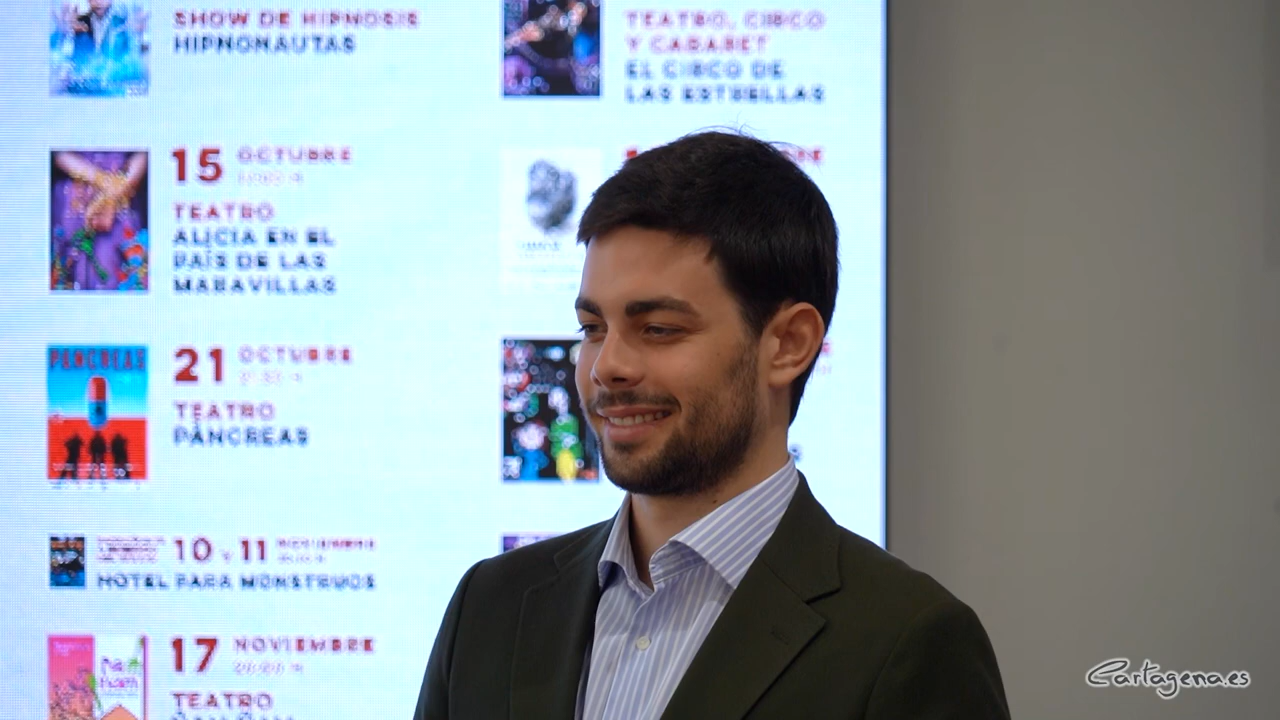 SHOW DE HIPNOSIS
HIPNONAUTAS
15 OCTUBRE
TEATRO
ALICIA EN EL
PAÍS DE LAS
MARAVILLAS
PANCREAS
21 OCTUBRE
TEATRO
PÁNCREAS
10 Y 11 NOVIEMBRE
HOTEL PARA MONSTRUOS
17 NOVIEMBRE
TEATRO
TEATRO, CIRCO
Y CABARET
EL CIRCO DE
LAS ESTRELLAS
Cartagena.es